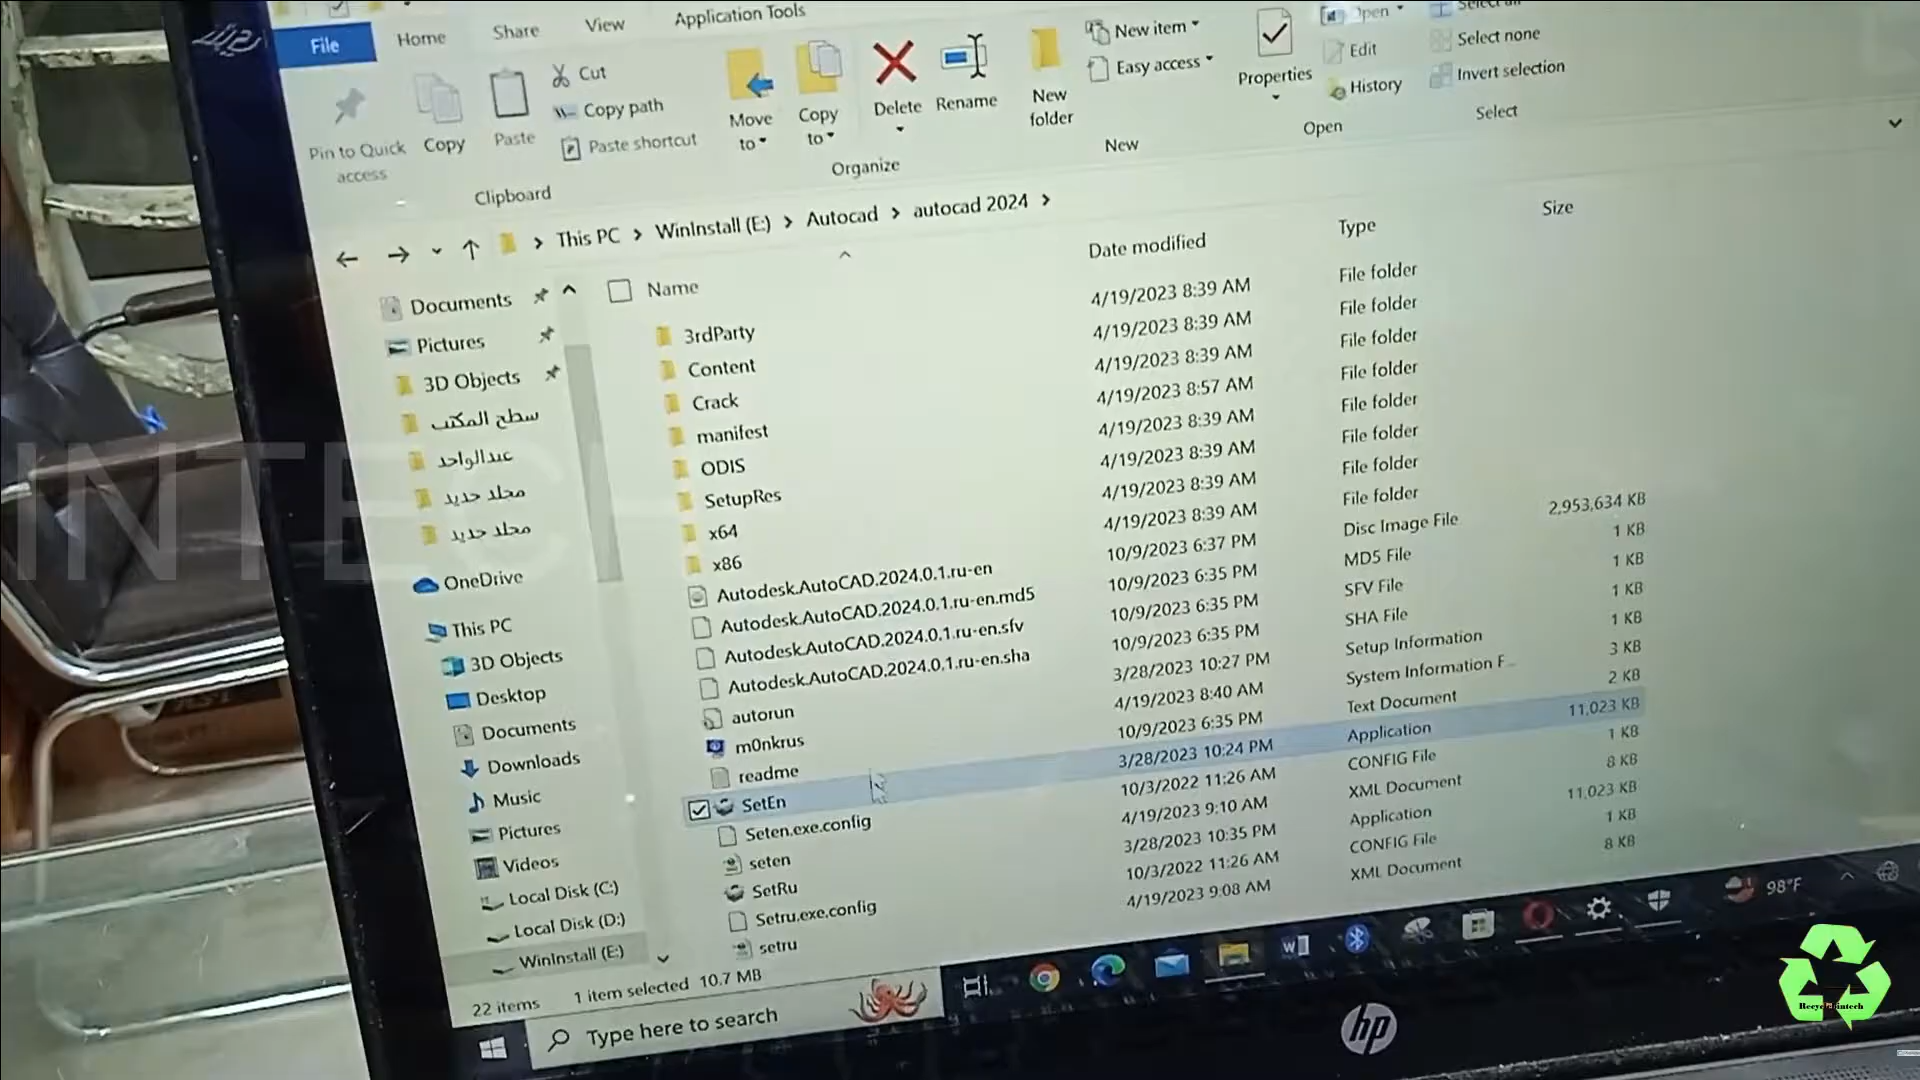 File
Home
Share
View
Application Tools
Pin to Quick
access
Copy
Paste
Cut
Copy path
Paste shortcut
Clipboard
Move
to
Copy
to
Delete
Rename
Organize
New
folder
New item
Easy access
New
Properties
Open
Edit
History
Open
Select all
Select none
Invert selection
Select
This PC
WinInstall (E:)
Autocad
autocad 2024
Name
Date modified
Type
Size
Documents
Pictures
3D Objects
سطح المكتب
عبدالواحد
مجلد جديد
مجلد جديد
OneDrive
This PC
3D Objects
Desktop
Documents
Downloads
Music
Pictures
Videos
Local Disk (C:)
Local Disk (D:)
WinInstall (E:)
3rdParty
Content
Crack
manifest
ODIS
SetupRes
x64
x86
Autodesk.AutoCAD.2024.0.1.ru-en
Autodesk.AutoCAD.2024.0.1.ru-en.md5
Autodesk.AutoCAD.2024.0.1.ru-en.sfv
Autodesk.AutoCAD.2024.0.1.ru-en.sha
autorun
m0nkrus
readme
SetEn
Seten.exe.config
seten
SetRu
Setru.exe.config
setru
4/19/2023 8:39 AM
4/19/2023 8:39 AM
4/19/2023 8:39 AM
4/19/2023 8:57 AM
4/19/2023 8:39 AM
4/19/2023 8:39 AM
4/19/2023 8:39 AM
4/19/2023 8:39 AM
10/9/2023 6:37 PM
10/9/2023 6:35 PM
10/9/2023 6:35 PM
10/9/2023 6:35 PM
3/28/2023 10:27 PM
4/19/2023 8:40 AM
10/9/2023 6:35 PM
3/28/2023 10:24 PM
10/3/2022 11:26 AM
4/19/2023 9:10 AM
3/28/2023 10:35 PM
10/3/2022 11:26 AM
4/19/2023 9:08 AM
File folder
File folder
File folder
File folder
File folder
File folder
File folder
File folder
Disc Image File
MD5 File
SFV File
SHA File
Setup Information
System Information F...
Text Document
Application
CONFIG File
XML Document
Application
CONFIG File
XML Document
2,953,634 KB
1 KB
1 KB
1 KB
1 KB
3 KB
2 KB
11,023 KB
1 KB
8 KB
11,023 KB
1 KB
8 KB
22 items
1 item selected 10.7 MB
Type here to search
98°F
hp
INTECH